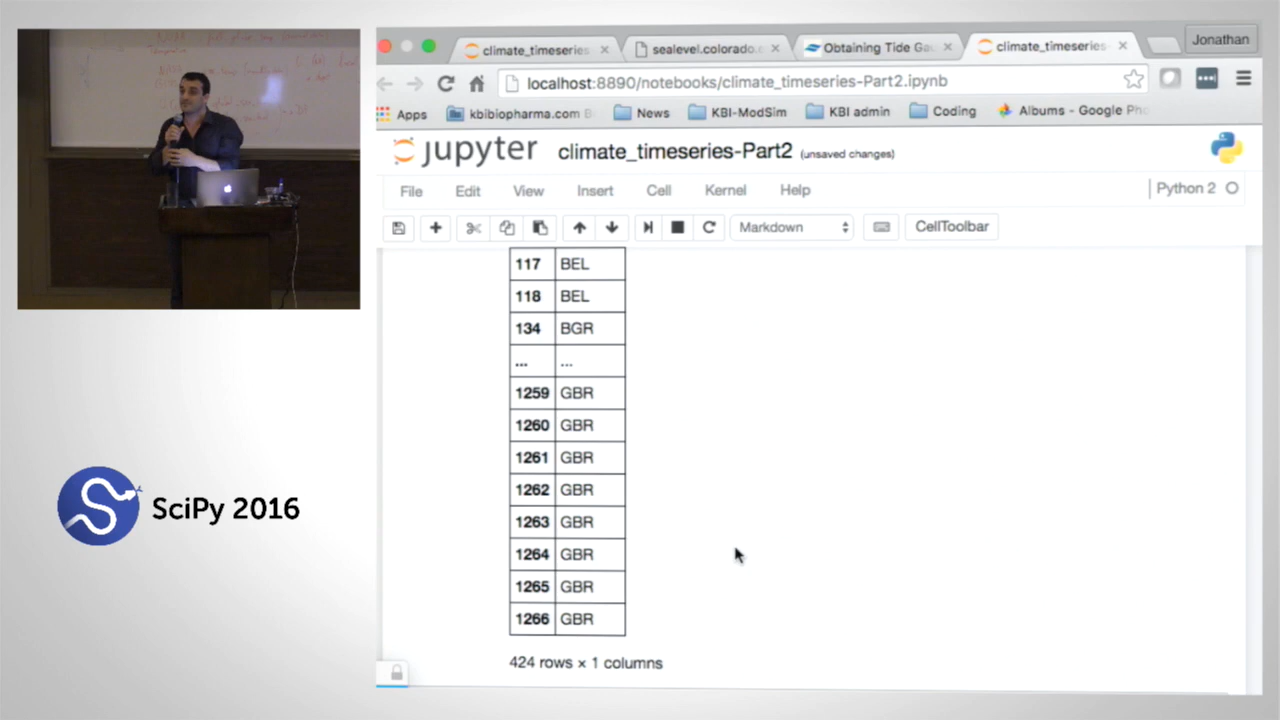 climate_timeseries
sealevel.colorado.e
Obtaining Tide Gau
climate_timeseries-
Jonathan
localhost:8890/notebooks/climate_timeseries-Part2.ipynb
Apps
kbibiopharma.com B
News
KBI-ModSim
KBI admin
Coding
Albums - Google Pho
jupyter
climate_timeseries-Part2 (unsaved changes)
File
Edit
View
Insert
Cell
Kernel
Help
Python 2
Markdown
CellToolbar
117 BEL
118 BEL
134 BGR
... ...
1259 GBR
1260 GBR
1261 GBR
1262 GBR
1263 GBR
1264 GBR
1265 GBR
1266 GBR
424 rows × 1 columns
SciPy 2016